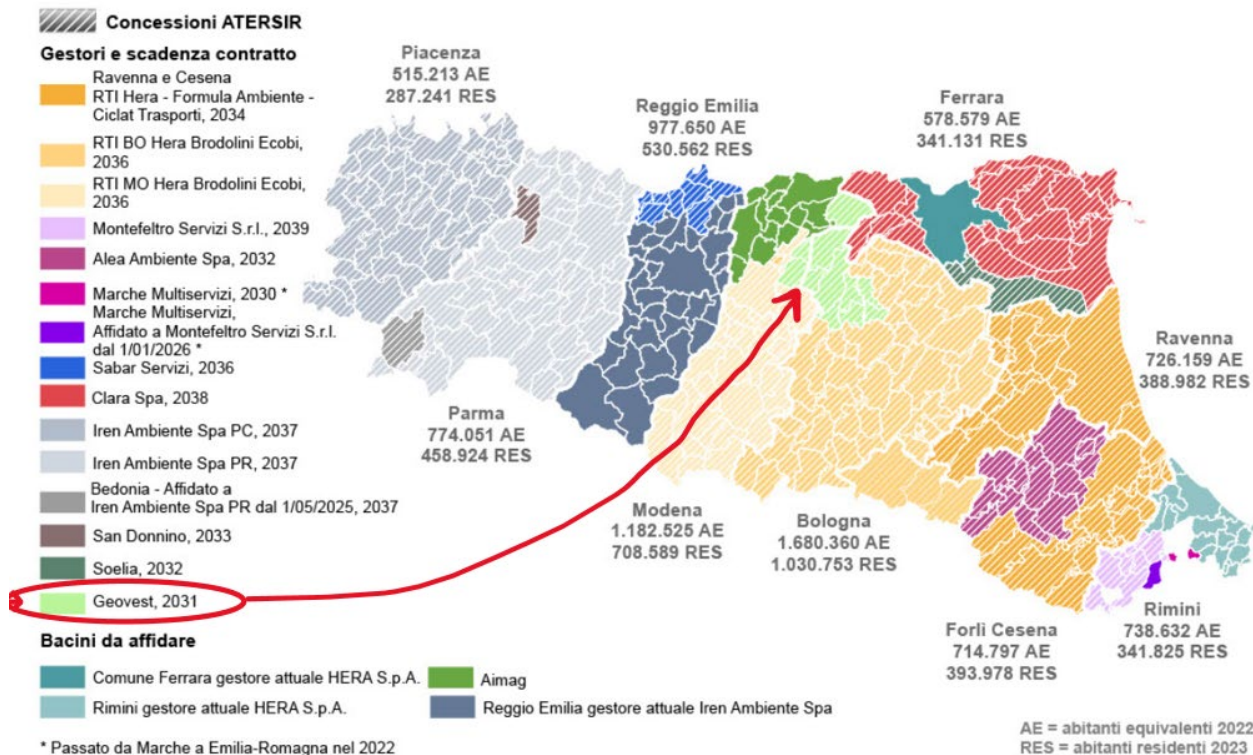 Concessioni ATERSIR
Gestori e scadenza contratto
Ravenna e Cesena
RTI Hera - Formula Ambiente -
Ciclat Trasporti, 2034
RTI BO Hera Brodolini Ecobi,
2036
RTI MO Hera Brodolini Ecobi,
2036
Montefeltro Servizi S.r.l., 2039
Alea Ambiente Spa, 2032
Marche Multiservizi, 2030 *
Marche Multiservizi,
Affidato a Montefeltro Servizi S.r.l.
dal 1/01/2026 *
Sabar Servizi, 2036
Clara Spa, 2038
Iren Ambiente Spa PC, 2037
Iren Ambiente Spa PR, 2037
Bedonia - Affidato a
Iren Ambiente Spa PR dal 1/05/2025, 2037
San Donnino, 2033
Soelia, 2032
Geovest, 2031
Bacini da affidare
Comune Ferrara gestore attuale HERA S.p.A.
Aimag
Rimini gestore attuale HERA S.p.A.
Reggio Emilia gestore attuale Iren Ambiente Spa
* Passato da Marche a Emilia-Romagna nel 2022
Piacenza
515.213 AE
287.241 RES
Reggio Emilia
977.650 AE
530.562 RES
Ferrara
578.579 AE
341.131 RES
Parma
774.051 AE
458.924 RES
Modena
1.182.525 AE
708.589 RES
Bologna
1.680.360 AE
1.030.753 RES
Ravenna
726.159 AE
388.982 RES
Forlì Cesena
714.797 AE
393.978 RES
Rimini
738.632 AE
341.825 RES
AE = abitanti equivalenti 2022
RES = abitanti residenti 2023